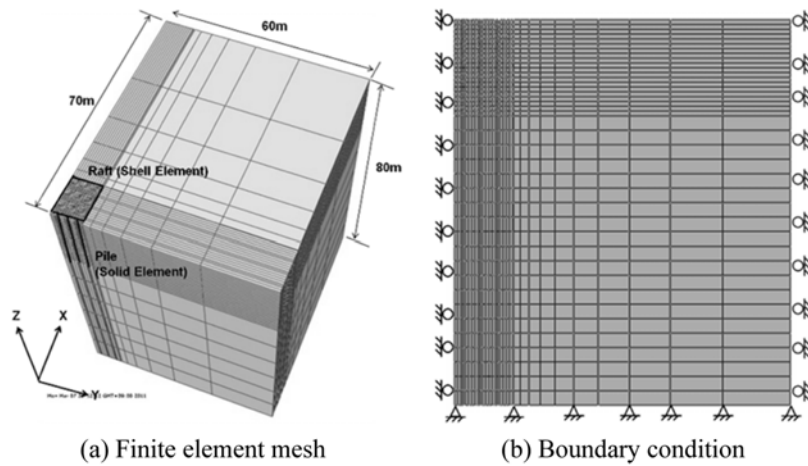 60m
70m
80m
Raft (Shell Element)
Pile
(Solid Element)
Z
X
Y
(a) Finite element mesh
(b) Boundary condition